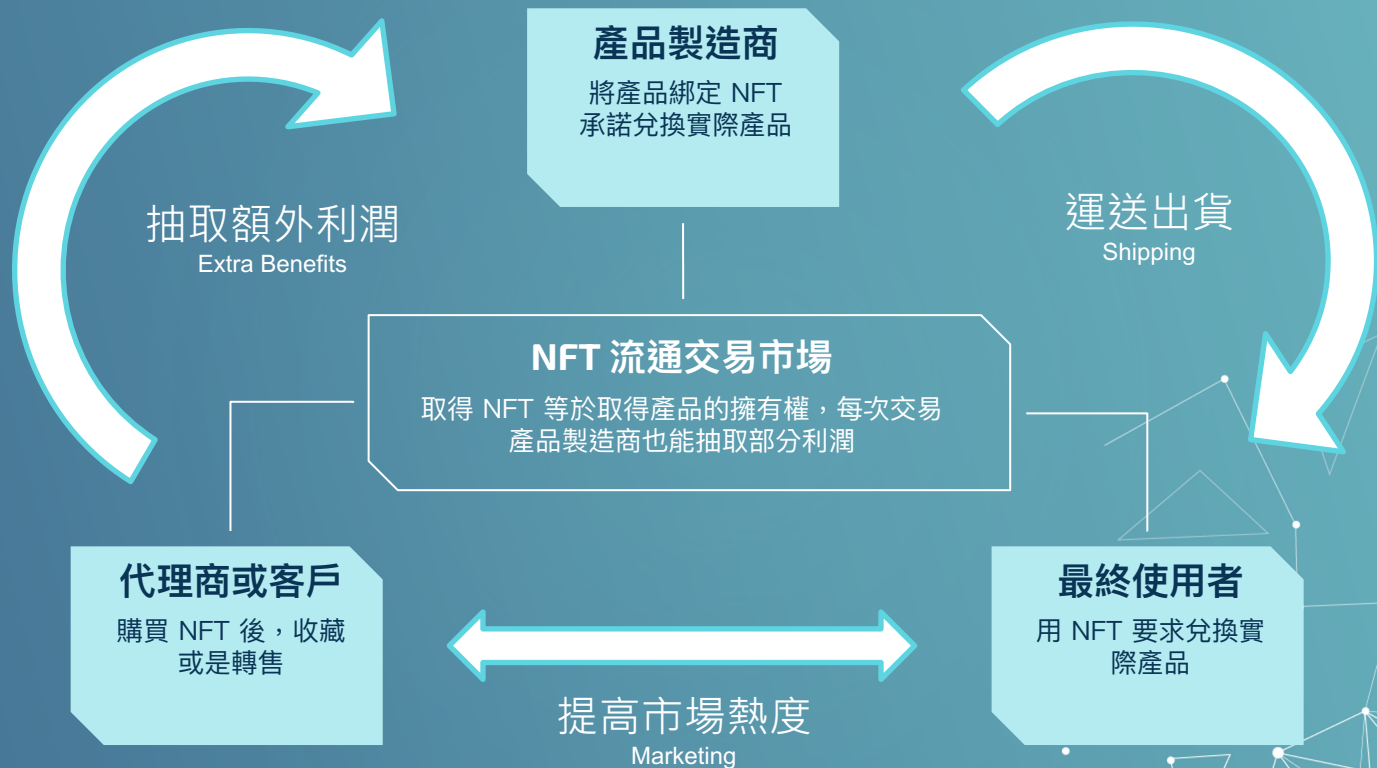 產品製造商
將產品綁定 NFT
承諾兌換實際產品
抽取額外利潤
Extra Benefits
運送出貨
Shipping
NFT 流通交易市場
取得 NFT 等於取得產品的擁有權，每次交易
產品製造商也能抽取部分利潤
代理商或客戶
購買 NFT 後，收藏
或是轉售
最終使用者
用 NFT 要求兌換實
際產品
提高市場熱度
Marketing